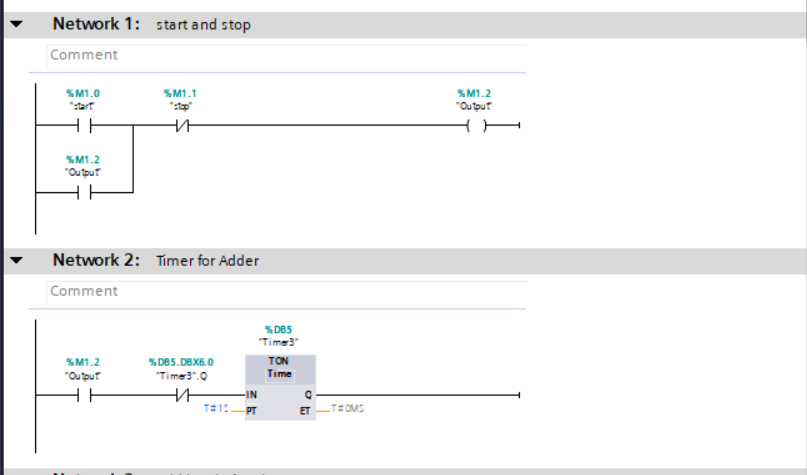 Network 1: start and stop
Comment
%M1.0 %M1.1 %M1.2
"start" "stop" "Output"
%M1.2
"Output"
Network 2: Timer for Adder
Comment
%DB5
"Timer3"
%M1.2 %DB5.DBX6.0 TON
"Output" "Timer3".Q Time
IN Q
T#1S PT ET T#0MS